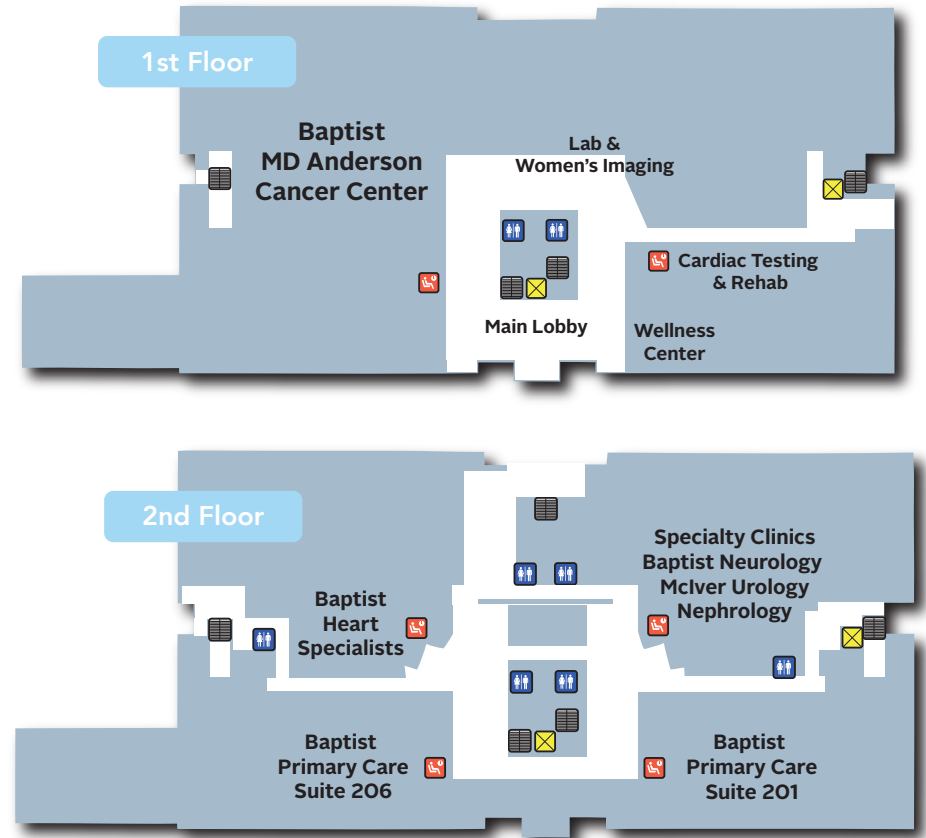 1st Floor
Baptist
MD Anderson
Cancer Center
Lab &
Women's Imaging
Cardiac Testing
& Rehab
Main Lobby
Wellness
Center
2nd Floor
Specialty Clinics
Baptist Neurology
McIver Urology
Nephrology
Baptist
Heart
Specialists
Baptist
Primary Care
Suite 206
Baptist
Primary Care
Suite 201